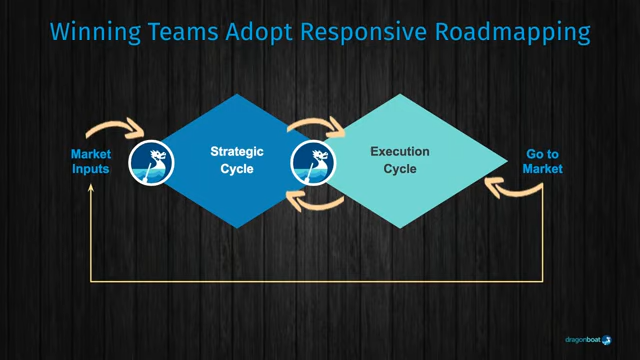 Winning Teams Adopt Responsive Roadmapping
Market
Inputs
Strategic
Cycle
Execution
Cycle
Go to
Market
dragonboat